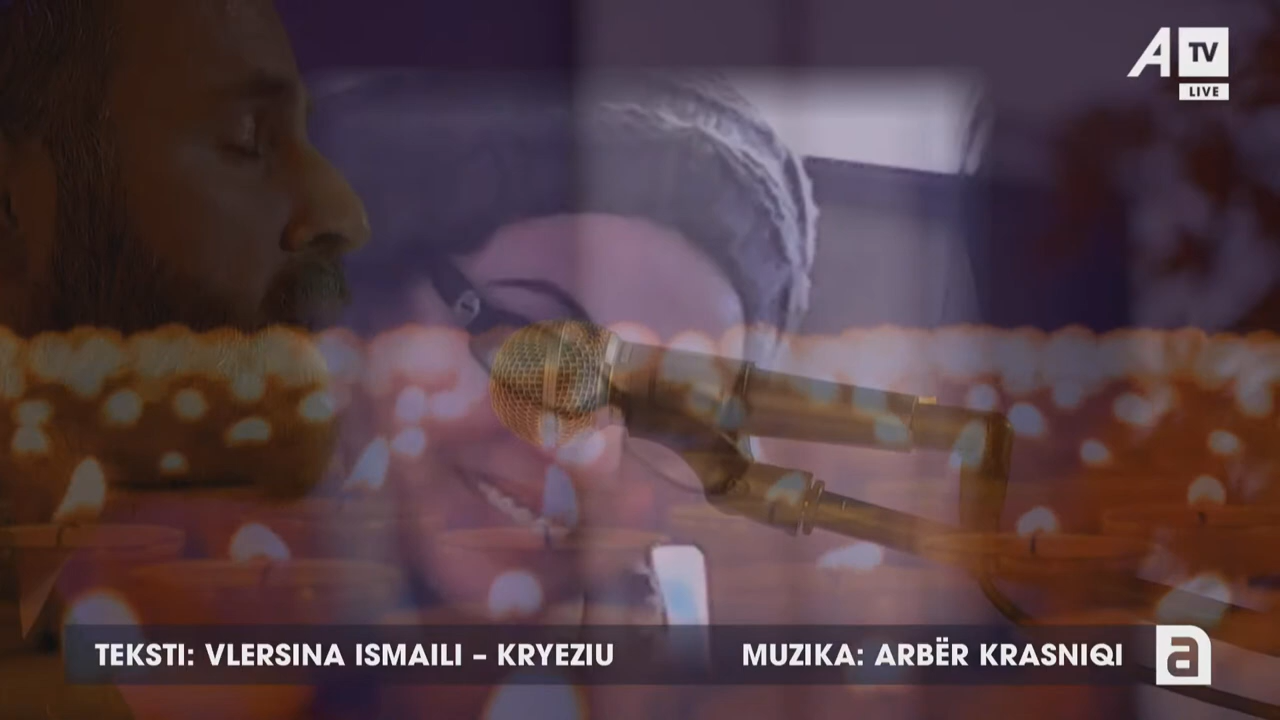 A TV
LIVE
TEKSTI: VLERSINA ISMAILI – KRYEZIU
MUZIKA: ARBËR KRASNIQI
a